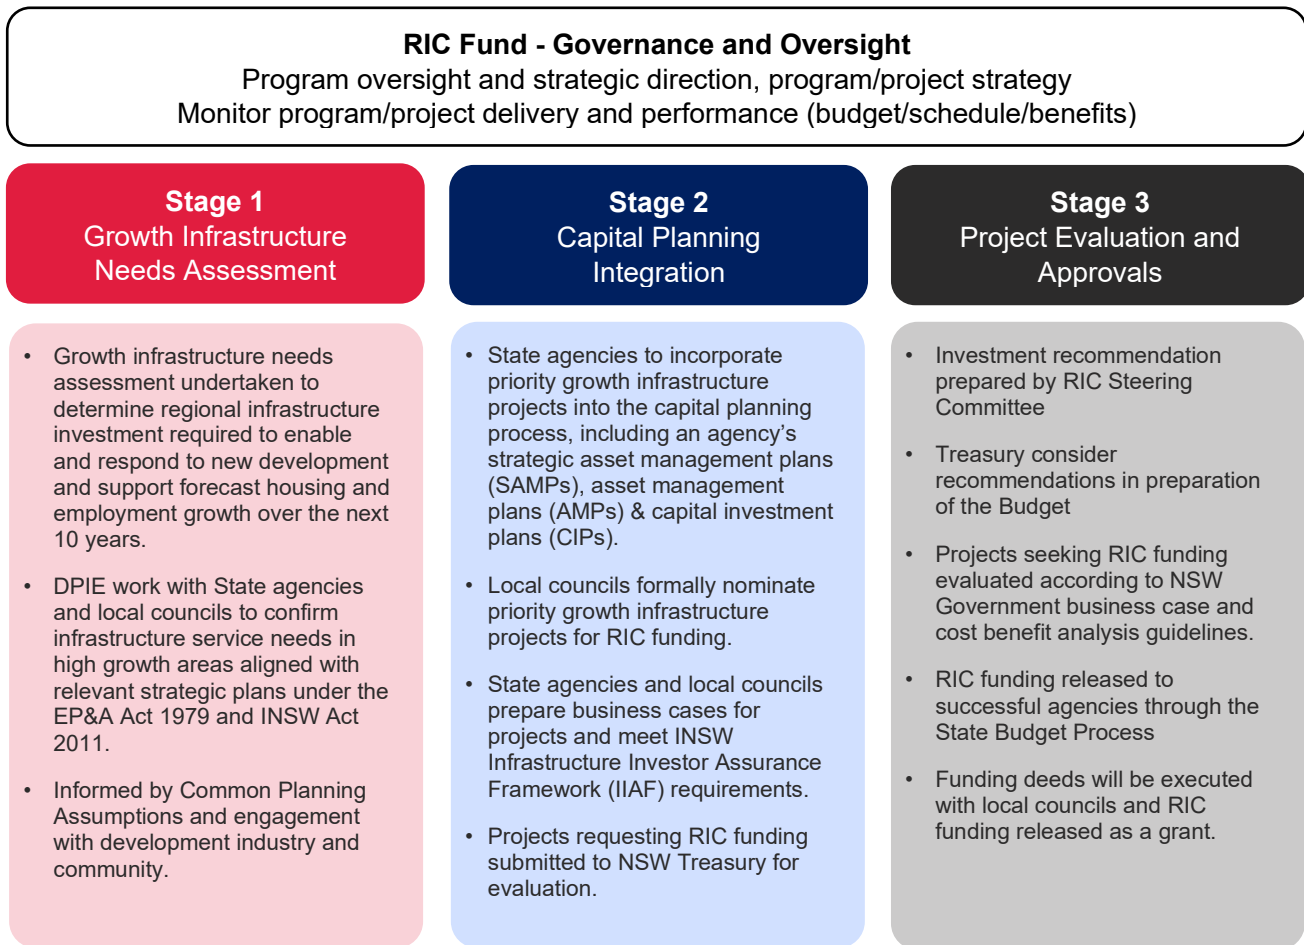 RIC Fund - Governance and Oversight
Program oversight and strategic direction, program/project strategy
Monitor program/project delivery and performance (budget/schedule/benefits)
Stage 1
Growth Infrastructure
Needs Assessment
• Growth infrastructure needs
assessment undertaken to
determine regional infrastructure
investment required to enable
and respond to new development
and support forecast housing and
employment growth over the next
10 years.
• DPIE work with State agencies
and local councils to confirm
infrastructure service needs in
high growth areas aligned with
relevant strategic plans under the
EP&A Act 1979 and INSW Act
2011.
• Informed by Common Planning
Assumptions and engagement
with development industry and
community.
Stage 2
Capital Planning
Integration
• State agencies to incorporate
priority growth infrastructure
projects into the capital planning
process, including an agency’s
strategic asset management plans
(SAMPs), asset management
plans (AMPs) & capital investment
plans (CIPs).
• Local councils formally nominate
priority growth infrastructure
projects for RIC funding.
• State agencies and local councils
prepare business cases for
projects and meet INSW
Infrastructure Investor Assurance
Framework (IIAF) requirements.
• Projects requesting RIC funding
submitted to NSW Treasury for
evaluation.
Stage 3
Project Evaluation and
Approvals
• Investment recommendation
prepared by RIC Steering
Committee
• Treasury consider
recommendations in preparation
of the Budget
• Projects seeking RIC funding
evaluated according to NSW
Government business case and
cost benefit analysis guidelines.
• RIC funding released to
successful agencies through the
State Budget Process
• Funding deeds will be executed
with local councils and RIC
funding released as a grant.